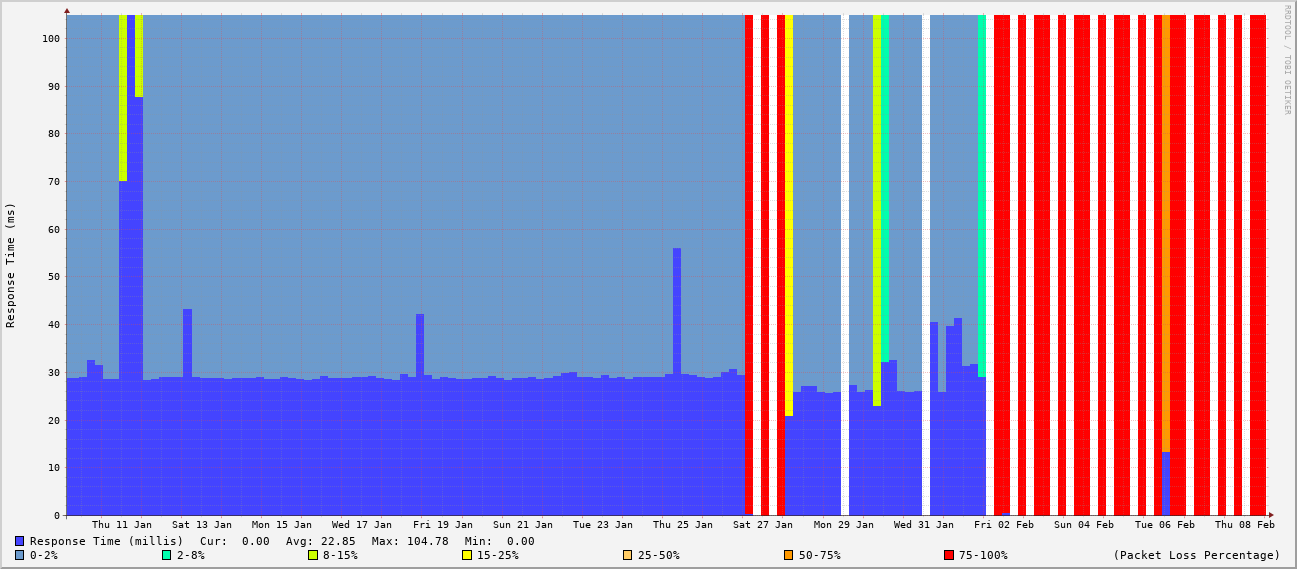 RRDTOOL / TOBI OETIKER
Response Time (ms)
100
90
80
70
60
50
40
30
20
10
0
Thu 11 Jan Sat 13 Jan Mon 15 Jan Wed 17 Jan Fri 19 Jan Sun 21 Jan Tue 23 Jan Thu 25 Jan Sat 27 Jan Mon 29 Jan Wed 31 Jan Fri 02 Feb Sun 04 Feb Tue 06 Feb Thu 08 Feb
Response Time (millis) Cur: 0.00 Avg: 22.85 Max: 104.78 Min: 0.00
0-2% 2-8% 8-15% 15-25% 25-50% 50-75% 75-100% (Packet Loss Percentage)